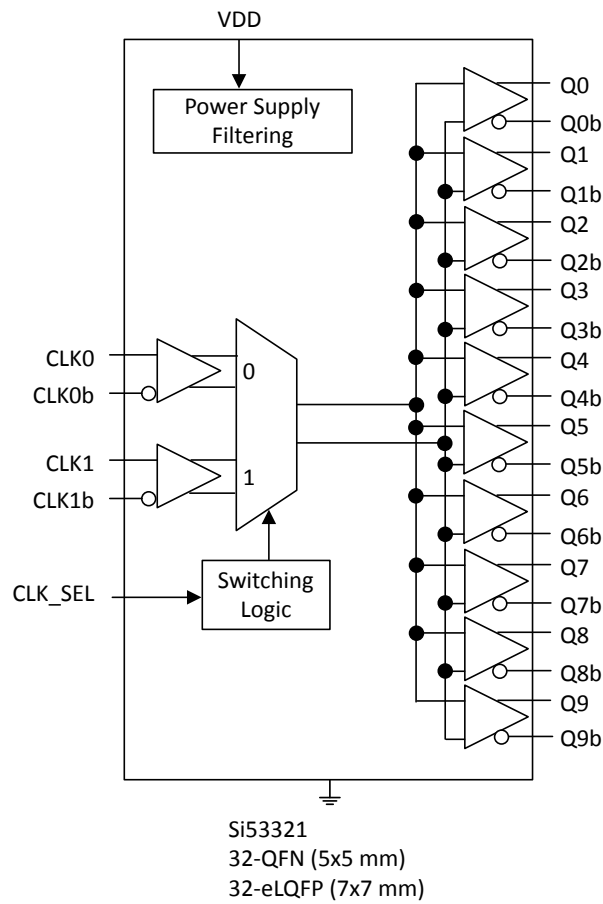 VDD
Power Supply
Filtering
Q0
Q0b
Q1
Q1b
Q2
Q2b
Q3
Q3b
Q4
Q4b
Q5
Q5b
Q6
Q6b
Q7
Q7b
Q8
Q8b
Q9
Q9b
CLK0
CLK0b
CLK1
CLK1b
0
1
CLK_SEL
Switching
Logic
Si53321
32-QFN (5x5 mm)
32-eLQFP (7x7 mm)